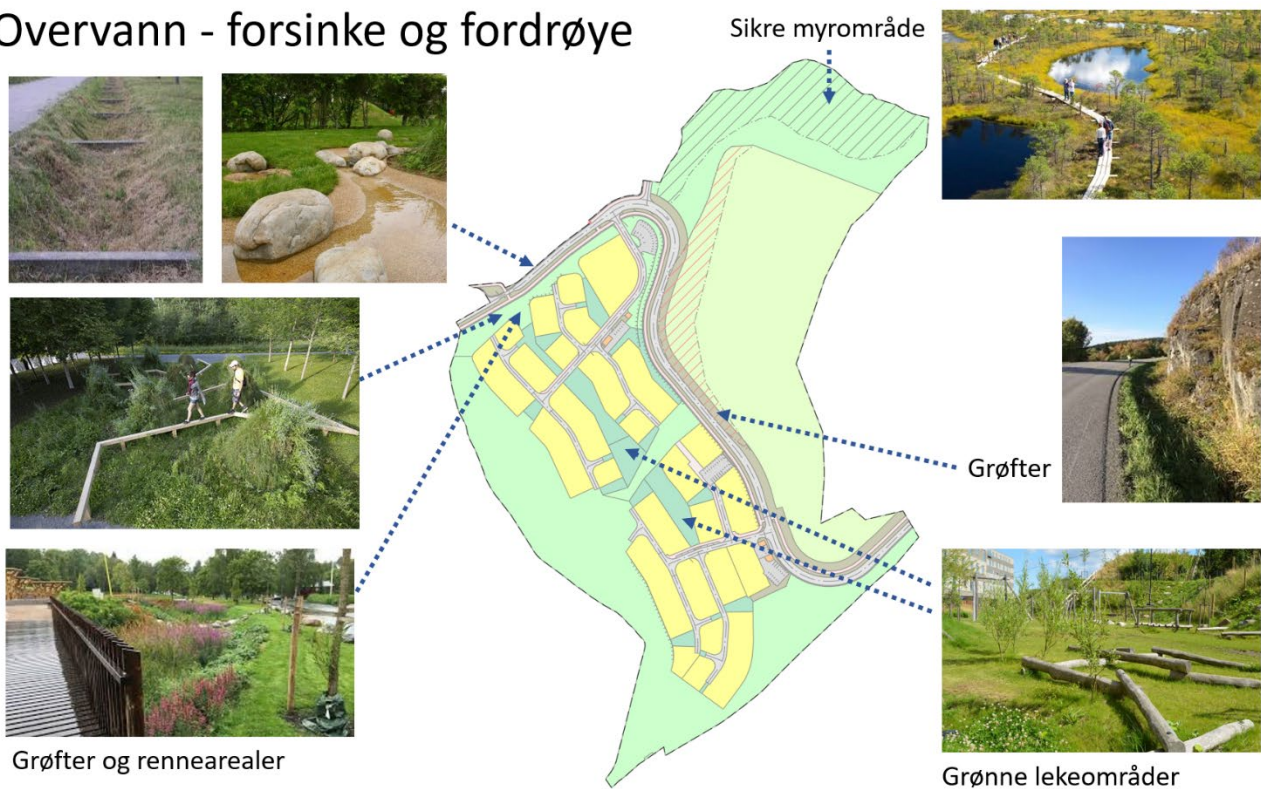 Overvann - forsinke og fordrøye
Sikre myrområde
Grøfter
Grøfter og rennearealer
Grønne lekeområder